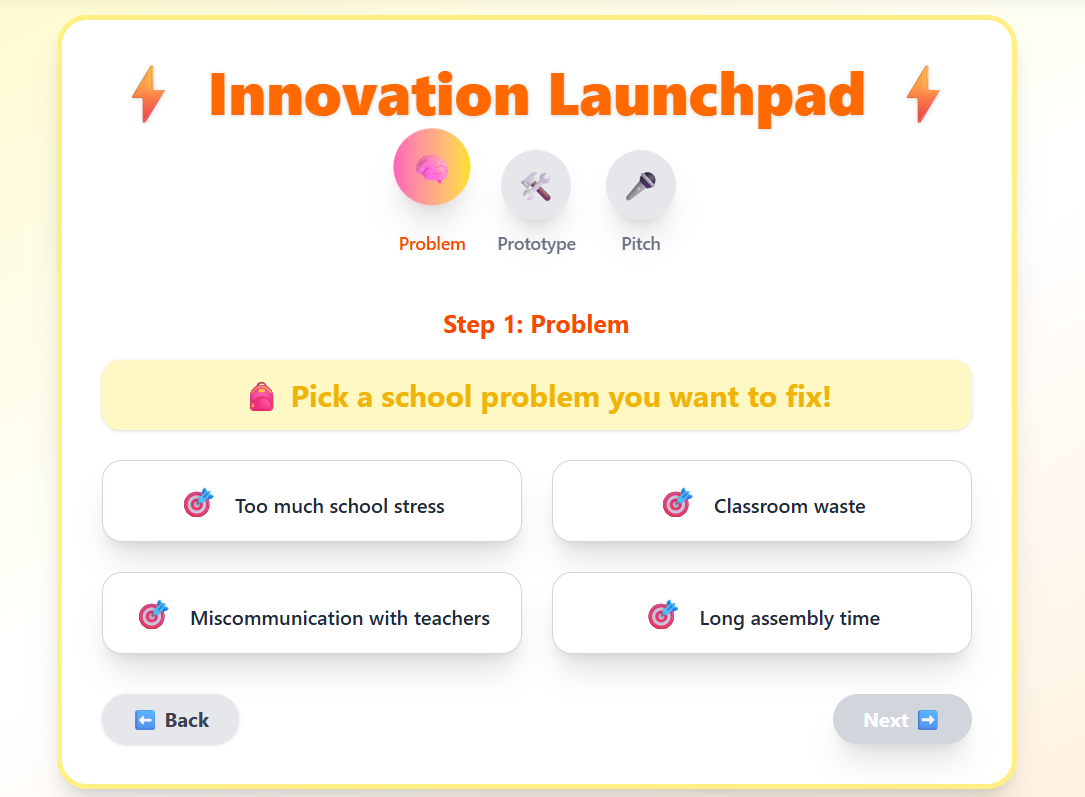 Innovation Launchpad
Problem
Prototype
Pitch
Step 1: Problem
Pick a school problem you want to fix!
Too much school stress
Classroom waste
Miscommunication with teachers
Long assembly time
Back
Next